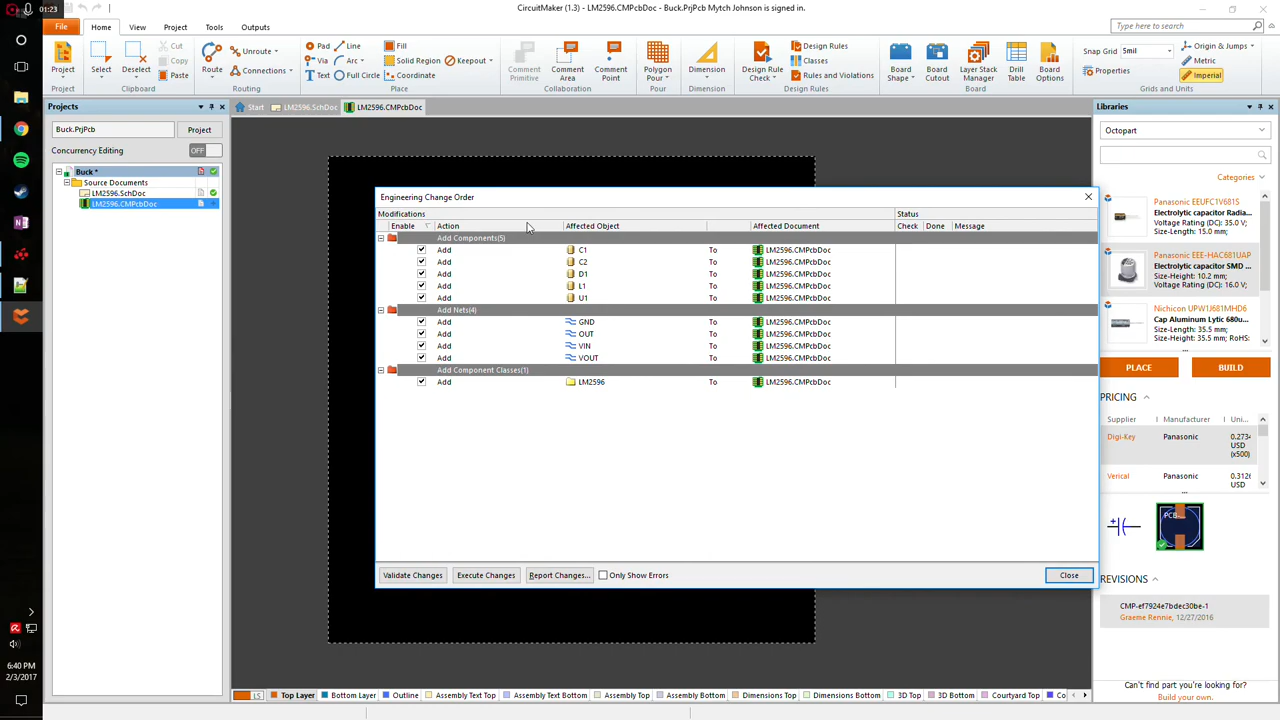 01:23
CircuitMaker (1.3) - LM2596.CMPcbDoc - Buck.PrjPcb Mytch Johnson is signed in.
File Home View Project Tools Outputs
Type here to search...
Project
Select
Deselect
Cut
Copy
Paste
Clipboard
Route
Unroute
Connections
Routing
Pad Line Fill
Via Arc Solid Region Keepout
Text Full Circle Coordinate
Place
Comment Primitive
Comment Area
Comment Point
Collaboration
Polygon Pour
Pour
Dimension
Dimension
Design Rule Check
Design Rules
Classes
Rules and Violations
Design Rules
Board Shape
Board Cutout
Layer Stack Manager
Drill Table
Board Options
Board
Snap Grid 5mil
Properties
Origin & Jumps
Metric
Imperial
Grids and Units
Projects
Start LM2596.SchDoc LM2596.CMPcbDoc
Buck.PrjPcb Project
Concurrency Editing OFF
Buck *
Source Documents
LM2596.SchDoc
LM2596.CMPcbDoc
Engineering Change Order
Modifications Status
Enable Action Affected Object Affected Document Check Done Message
Add Components(5)
Add C1 To LM2596.CMPcbDoc
Add C2 To LM2596.CMPcbDoc
Add D1 To LM2596.CMPcbDoc
Add L1 To LM2596.CMPcbDoc
Add U1 To LM2596.CMPcbDoc
Add Nets(4)
Add GND To LM2596.CMPcbDoc
Add OUT To LM2596.CMPcbDoc
Add VIN To LM2596.CMPcbDoc
Add VOUT To LM2596.CMPcbDoc
Add Component Classes(1)
Add LM2596 To LM2596.CMPcbDoc
Validate Changes Execute Changes Report Changes... Only Show Errors Close
Libraries
Octopart
Categories
Panasonic EEUFC1V681S
Electrolytic capacitor Radia...
Voltage Rating (DC): 35.0 V,
Size-Length: 15.0 mm
Panasonic EEE-HAC681UAP
Electrolytic capacitor SMD ...
Size-Height: 10.2 mm
Voltage Rating (DC): 16.0 V,
Nichicon UPW1J681MHD6
Cap Aluminum Lytic 680u...
Size-Height: 35.5 mm
Size-Length: 35.5 mm, RoHS:
PLACE BUILD
PRICING
Supplier Manufacturer Uni...
Digi-Key Panasonic 0.2734
USD
(x500)
Verical Panasonic 0.3126
USD
PCB-
REVISIONS
CMP-ef7924e7bdec30be-1
Graeme Rennie, 12/27/2016
Can't find part you're looking for?
Build your own.
LS Top Layer Bottom Layer Outline Assembly Text Top Assembly Text Bottom Assembly Top Assembly Bottom Dimensions Top Dimensions Bottom 3D Top 3D Bottom Courtyard Top Co
6:40 PM
2/3/2017